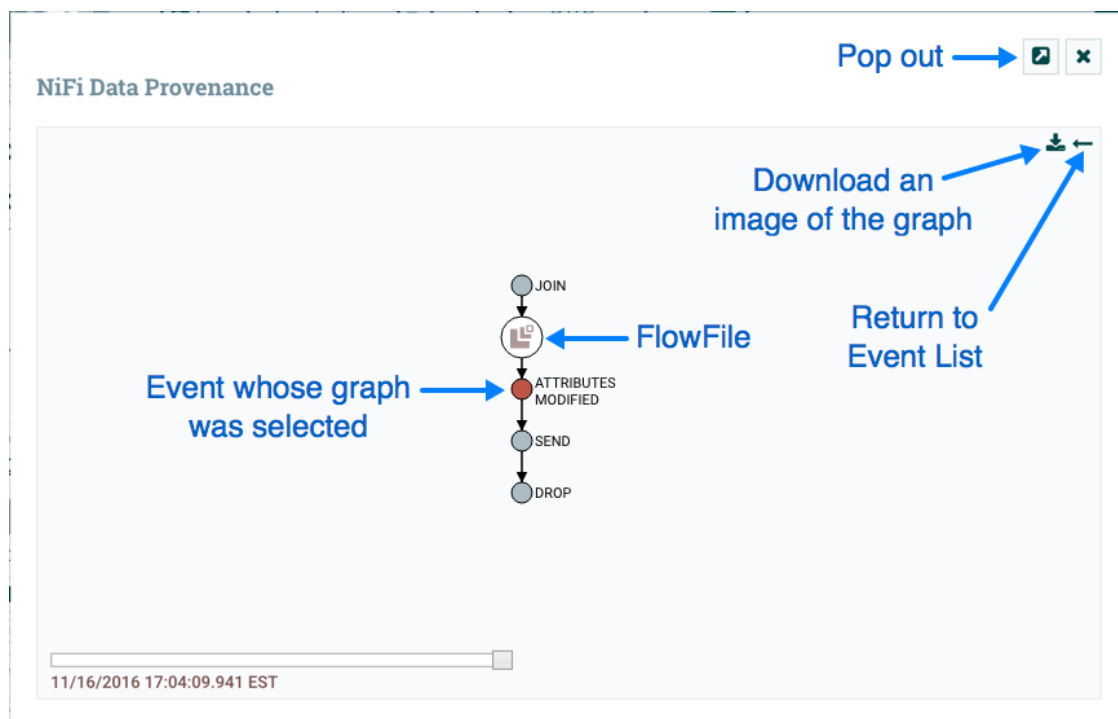 Pop out
NiFi Data Provenance
Download an
image of the graph
JOIN
FlowFile
Return to
Event List
Event whose graph
was selected
ATTRIBUTES
MODIFIED
SEND
DROP
11/16/2016 17:04:09.941 EST